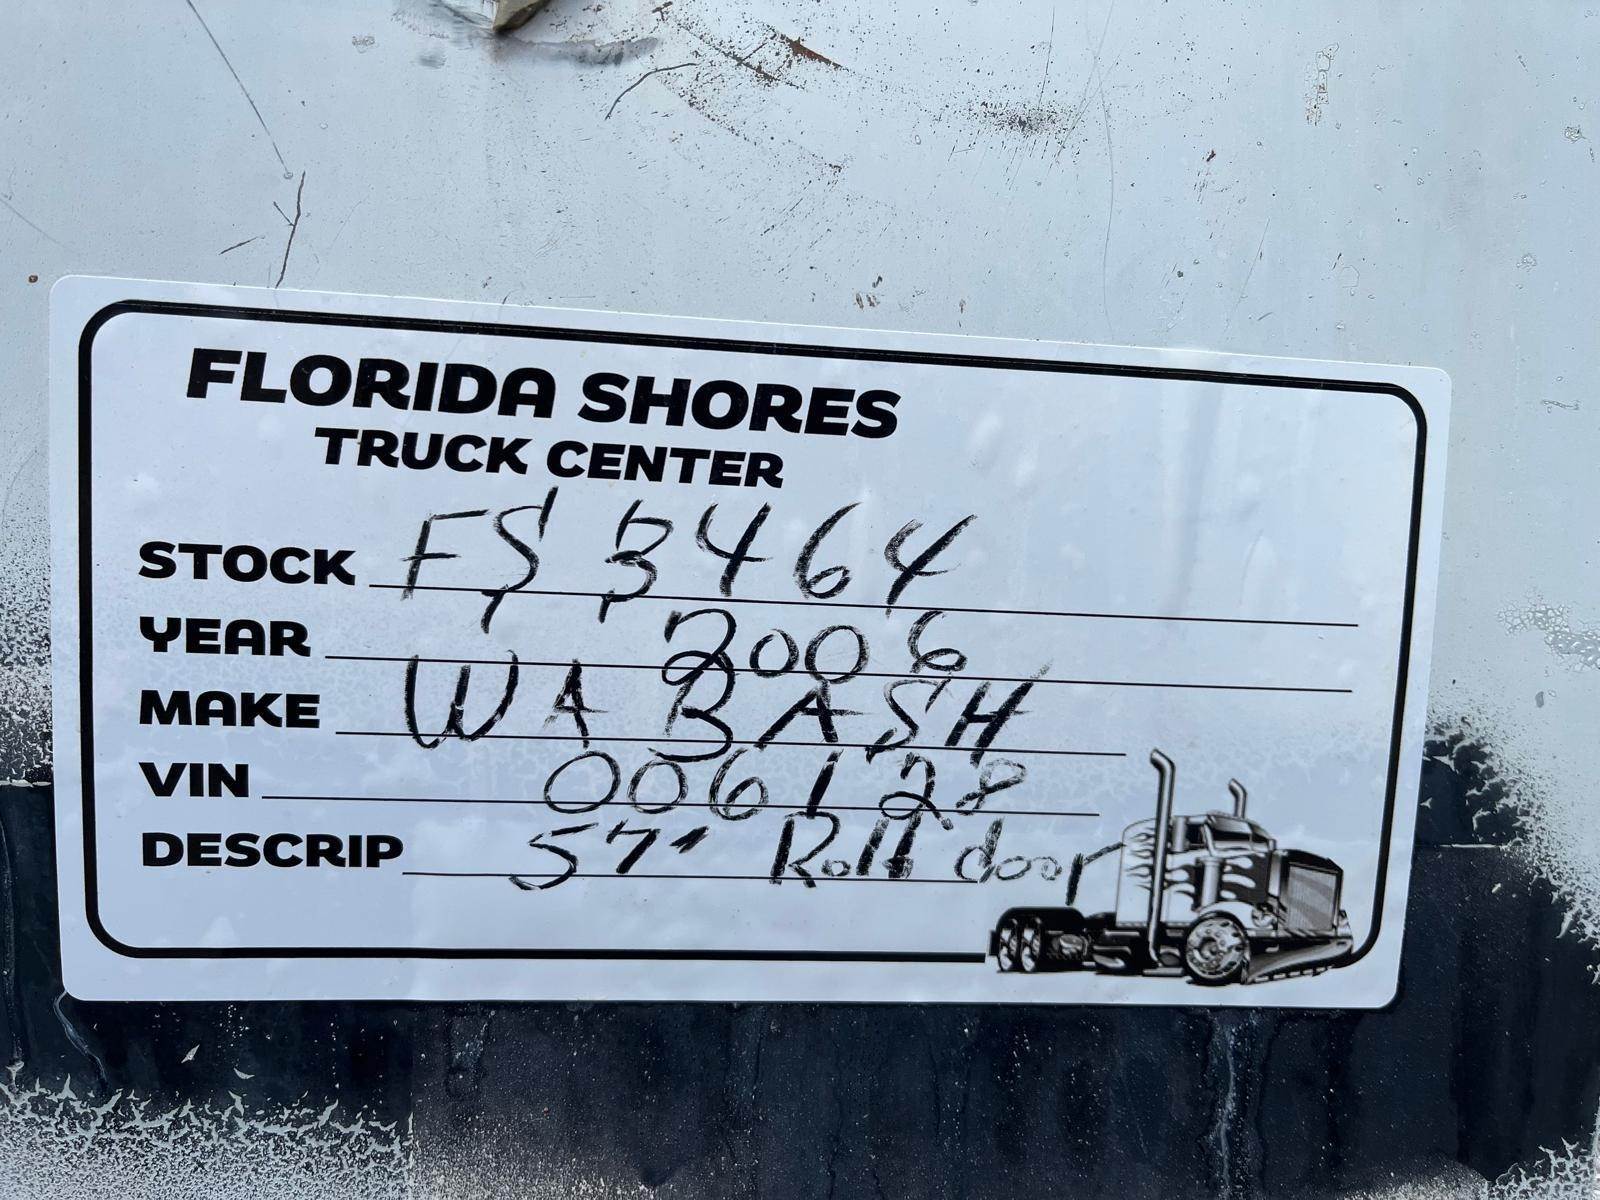 FLORIDA SHORES
TRUCK CENTER
STOCK FS 3464
YEAR 2006
MAKE WABASH
VIN 006128
DESCRIP 57' Roll door